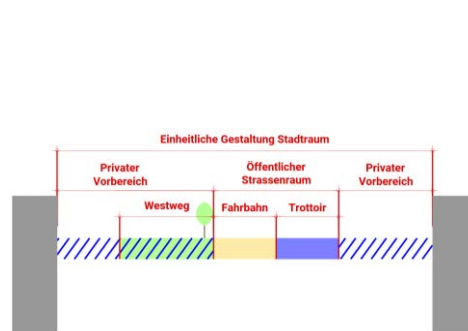 Einheitliche Gestaltung Stadtraum
Privater
Vorbereich
Öffentlicher
Strassenraum
Privater
Vorbereich
Westweg
Fahrbahn
Trottoir